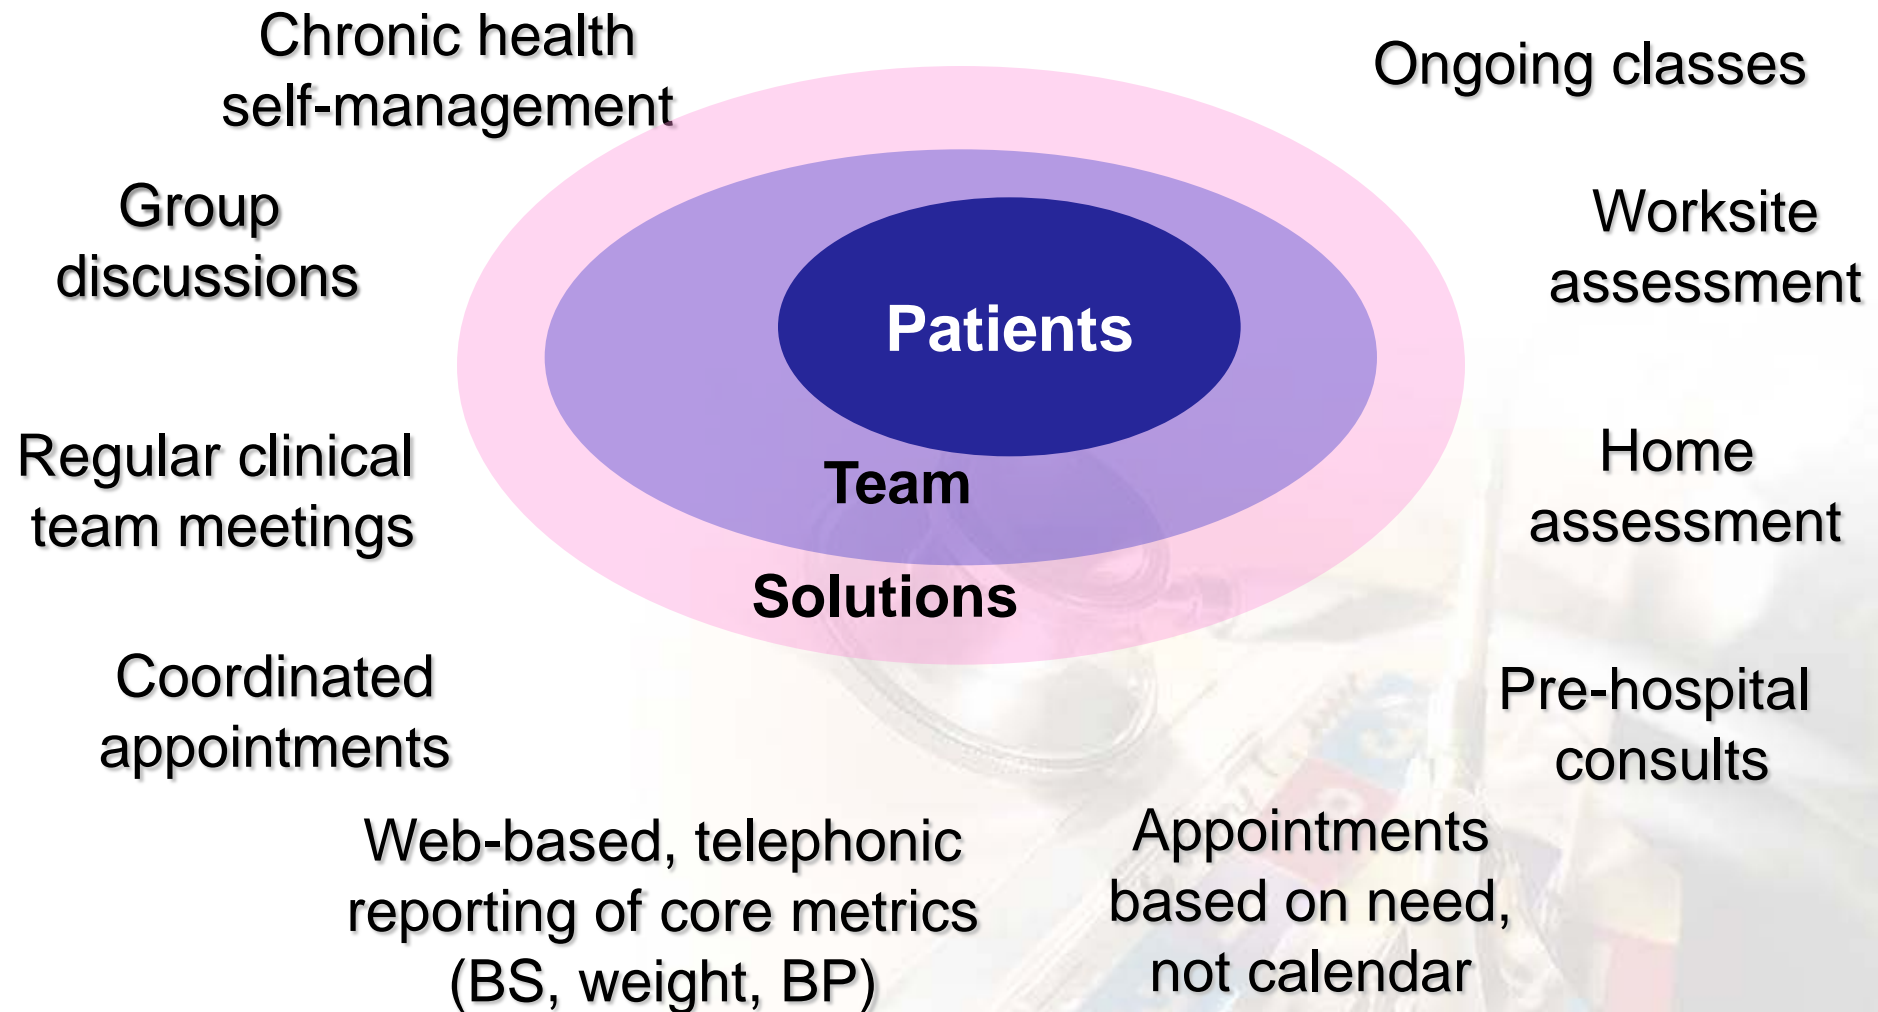 Chronic health
self-management
Ongoing classes
Group
discussions
Worksite
assessment
Patients
Regular clinical
team meetings
Home
assessment
Team
Solutions
Coordinated
appointments
Pre-hospital
consults
Web-based, telephonic
reporting of core metrics
(BS, weight, BP)
Appointments
based on need,
not calendar